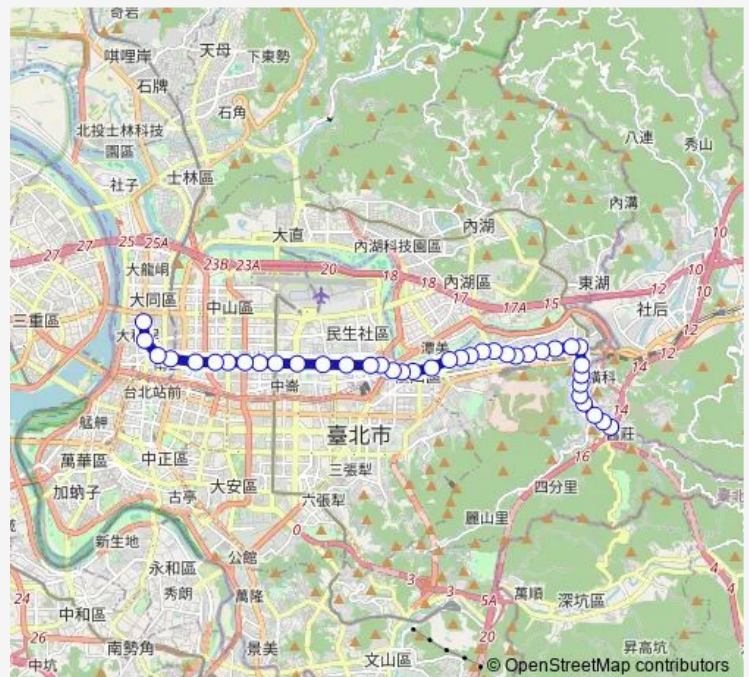 奇岩
唭哩岸
天母
下東勢
石牌
石角
北投士林科技
園區
八連
秀山
士林區
社子
內溝
大直
內湖
10
27
27
25
25A
內湖科技園區
大龍峒
23B
23A
20
18
18
內湖區
東湖
12
10
大同區
中山區
17
17A
15
社后
12
三重區
民生社區
潭美
12
14
台北站前
中崙
橫科
14
艋舺
臺北市
舊莊
16
萬華區
中正區
三張犁
加蚋子
大安區
四分里
古亭
六張犁
麗山里
0
新生地
公館
永和區
秀朗
萬隆
3
3
5A
萬順
深坑區
4
4
24
中和區
26
南勢角
景美
20
中坑
文山區
昇高坑
© OpenStreetMap contributors